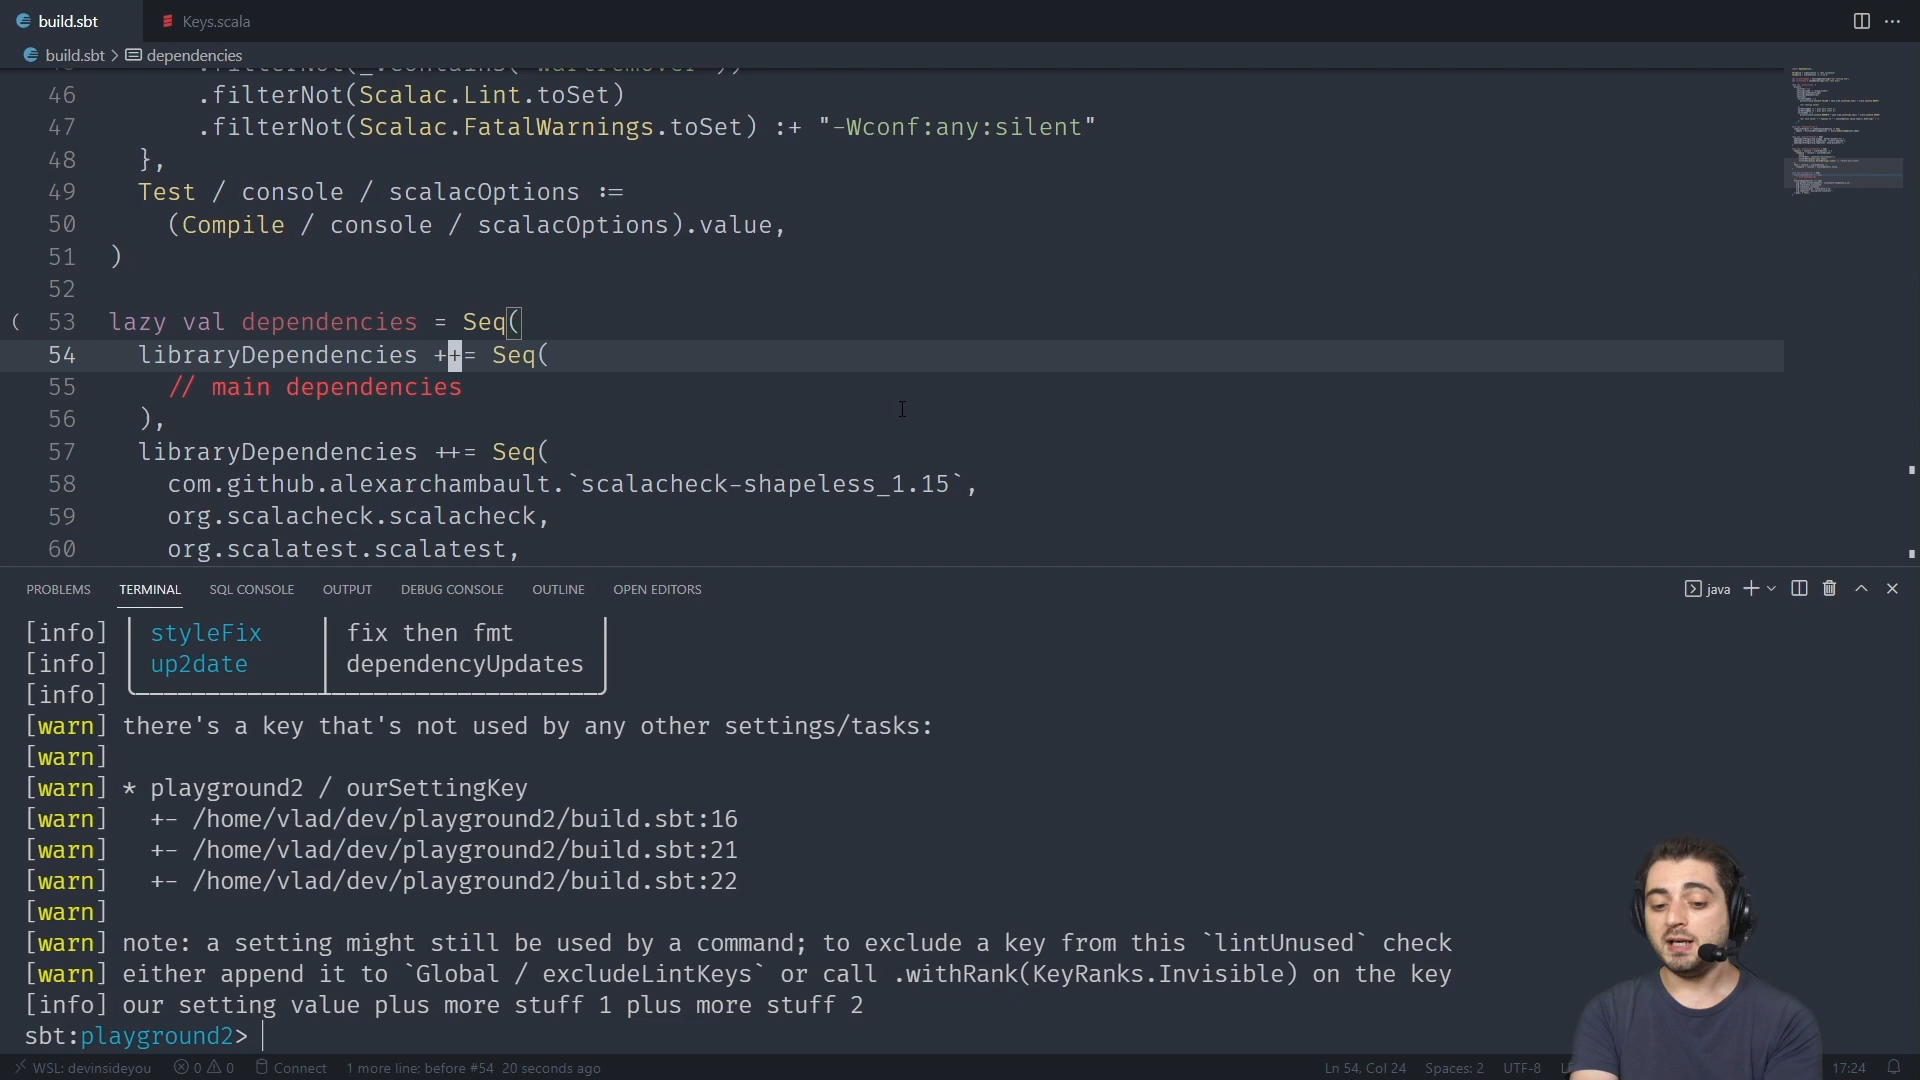 build.sbt
Keys.scala
build.sbt > dependencies
46 .filterNot(Scalac.Lint.toSet)
47 .filterNot(Scalac.FatalWarnings.toSet) :+ "-Wconf:any:silent"
48 },
49 Test / console / scalacOptions :=
50 (Compile / console / scalacOptions).value,
51 )
52
( 53 lazy val dependencies = Seq(
54 libraryDependencies ++= Seq(
55 // main dependencies
56 ),
57 libraryDependencies ++= Seq(
58 com.github.alexarchambault.`scalacheck-shapeless_1.15`,
59 org.scalacheck.scalacheck,
60 org.scalatest.scalatest,
PROBLEMS TERMINAL SQL CONSOLE OUTPUT DEBUG CONSOLE OUTLINE OPEN EDITORS
java
[info] styleFix fix then fmt
[info] up2date dependencyUpdates
[info]
[warn] there's a key that's not used by any other settings/tasks:
[warn]
[warn] * playground2 / ourSettingKey
[warn] +- /home/vlad/dev/playground2/build.sbt:16
[warn] +- /home/vlad/dev/playground2/build.sbt:21
[warn] +- /home/vlad/dev/playground2/build.sbt:22
[warn]
[warn] note: a setting might still be used by a command; to exclude a key from this `lintUnused` check
[warn] either append it to `Global / excludeLintKeys` or call .withRank(KeyRanks.Invisible) on the key
[info] our setting value plus more stuff 1 plus more stuff 2
sbt:playground2>
WSL: devinsideyou 0 0 Connect 1 more line; before #54 20 seconds ago Ln 54, Col 24 Spaces: 2 UTF-8 17:24